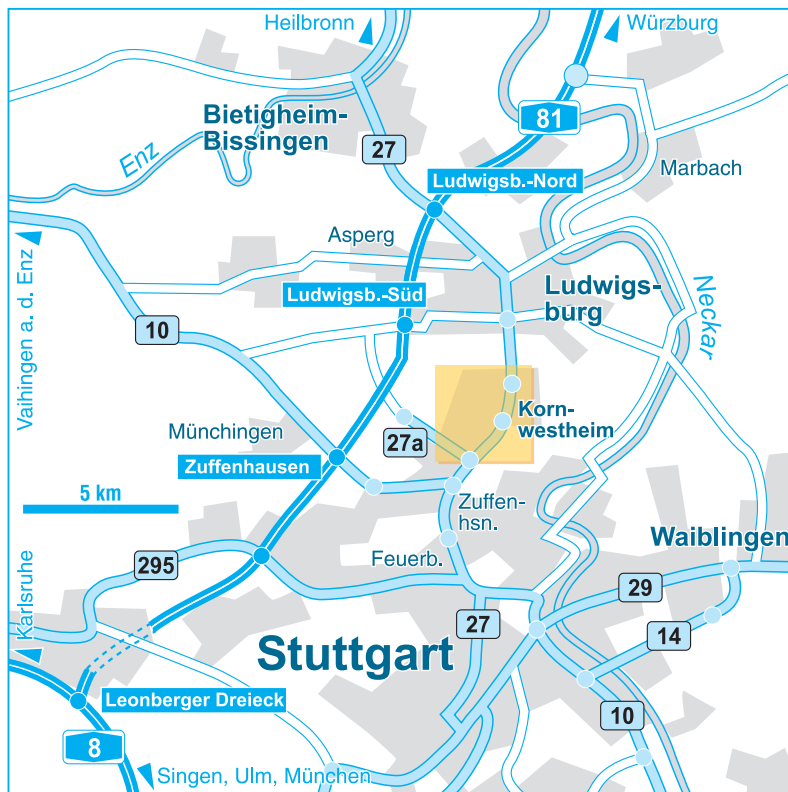 Heilbronn
Würzburg
Bietigheim-
Bissingen
81
Enz
27
Ludwigsb.-Nord
Marbach
Asperg
Vaihingen a. d. Enz
Ludwigsb.-Süd
Ludwigs-
burg
Neckar
10
Korn-
westheim
Münchingen
27a
Zuffenhausen
5 km
Zuffen-
hsn.
Waiblingen
Feuerb.
295
29
Karlsruhe
27
14
Stuttgart
Leonberger Dreieck
10
8
Singen, Ulm, München